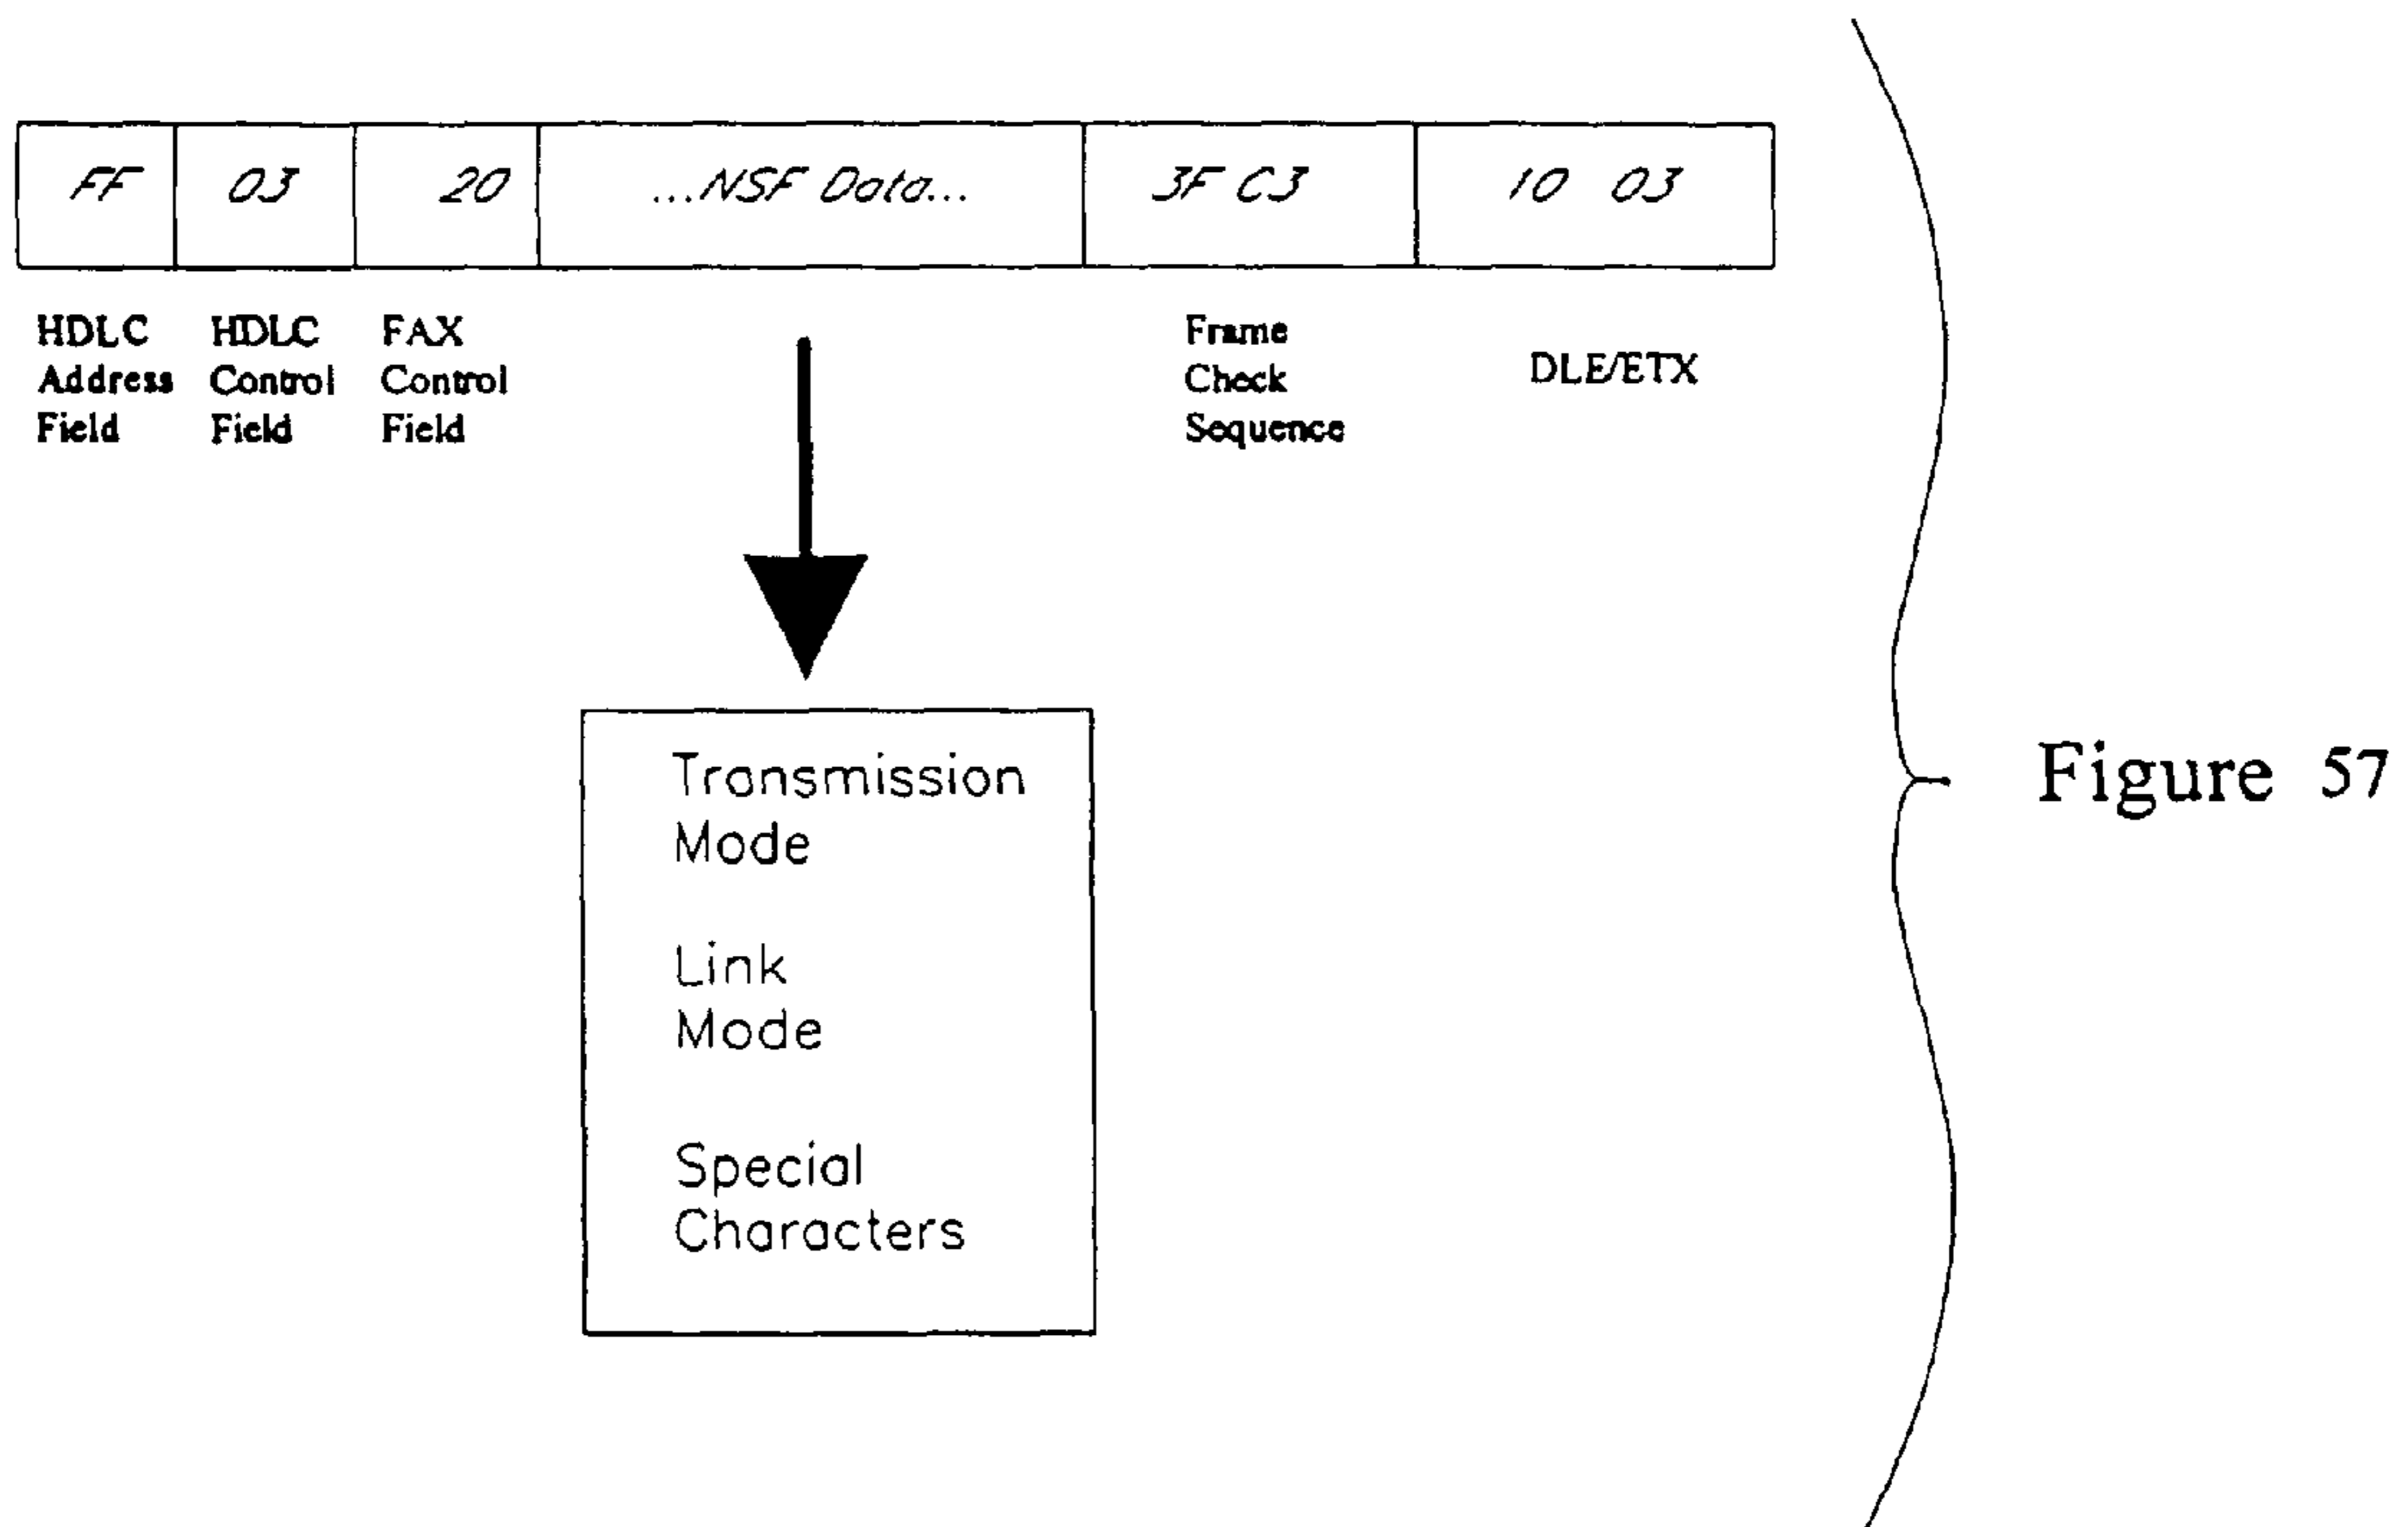 FF 03 20 ...NSF Data... 3F C3 10 03
HDLC
Address
Field
HDLC
Control
Field
FAX
Control
Field
Frame
Check
Sequence
DLE/ETX
Transmission
Mode
Link
Mode
Special
Characters
Figure 57